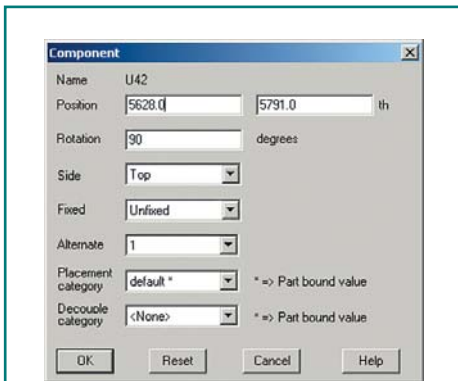 Component
Name U42
Position 5628.0 5791.0 th
Rotation 90 degrees
Side Top
Fixed Unfixed
Alternate 1
Placement category default * * => Part bound value
Decouple category <None> * => Part bound value
OK Reset Cancel Help